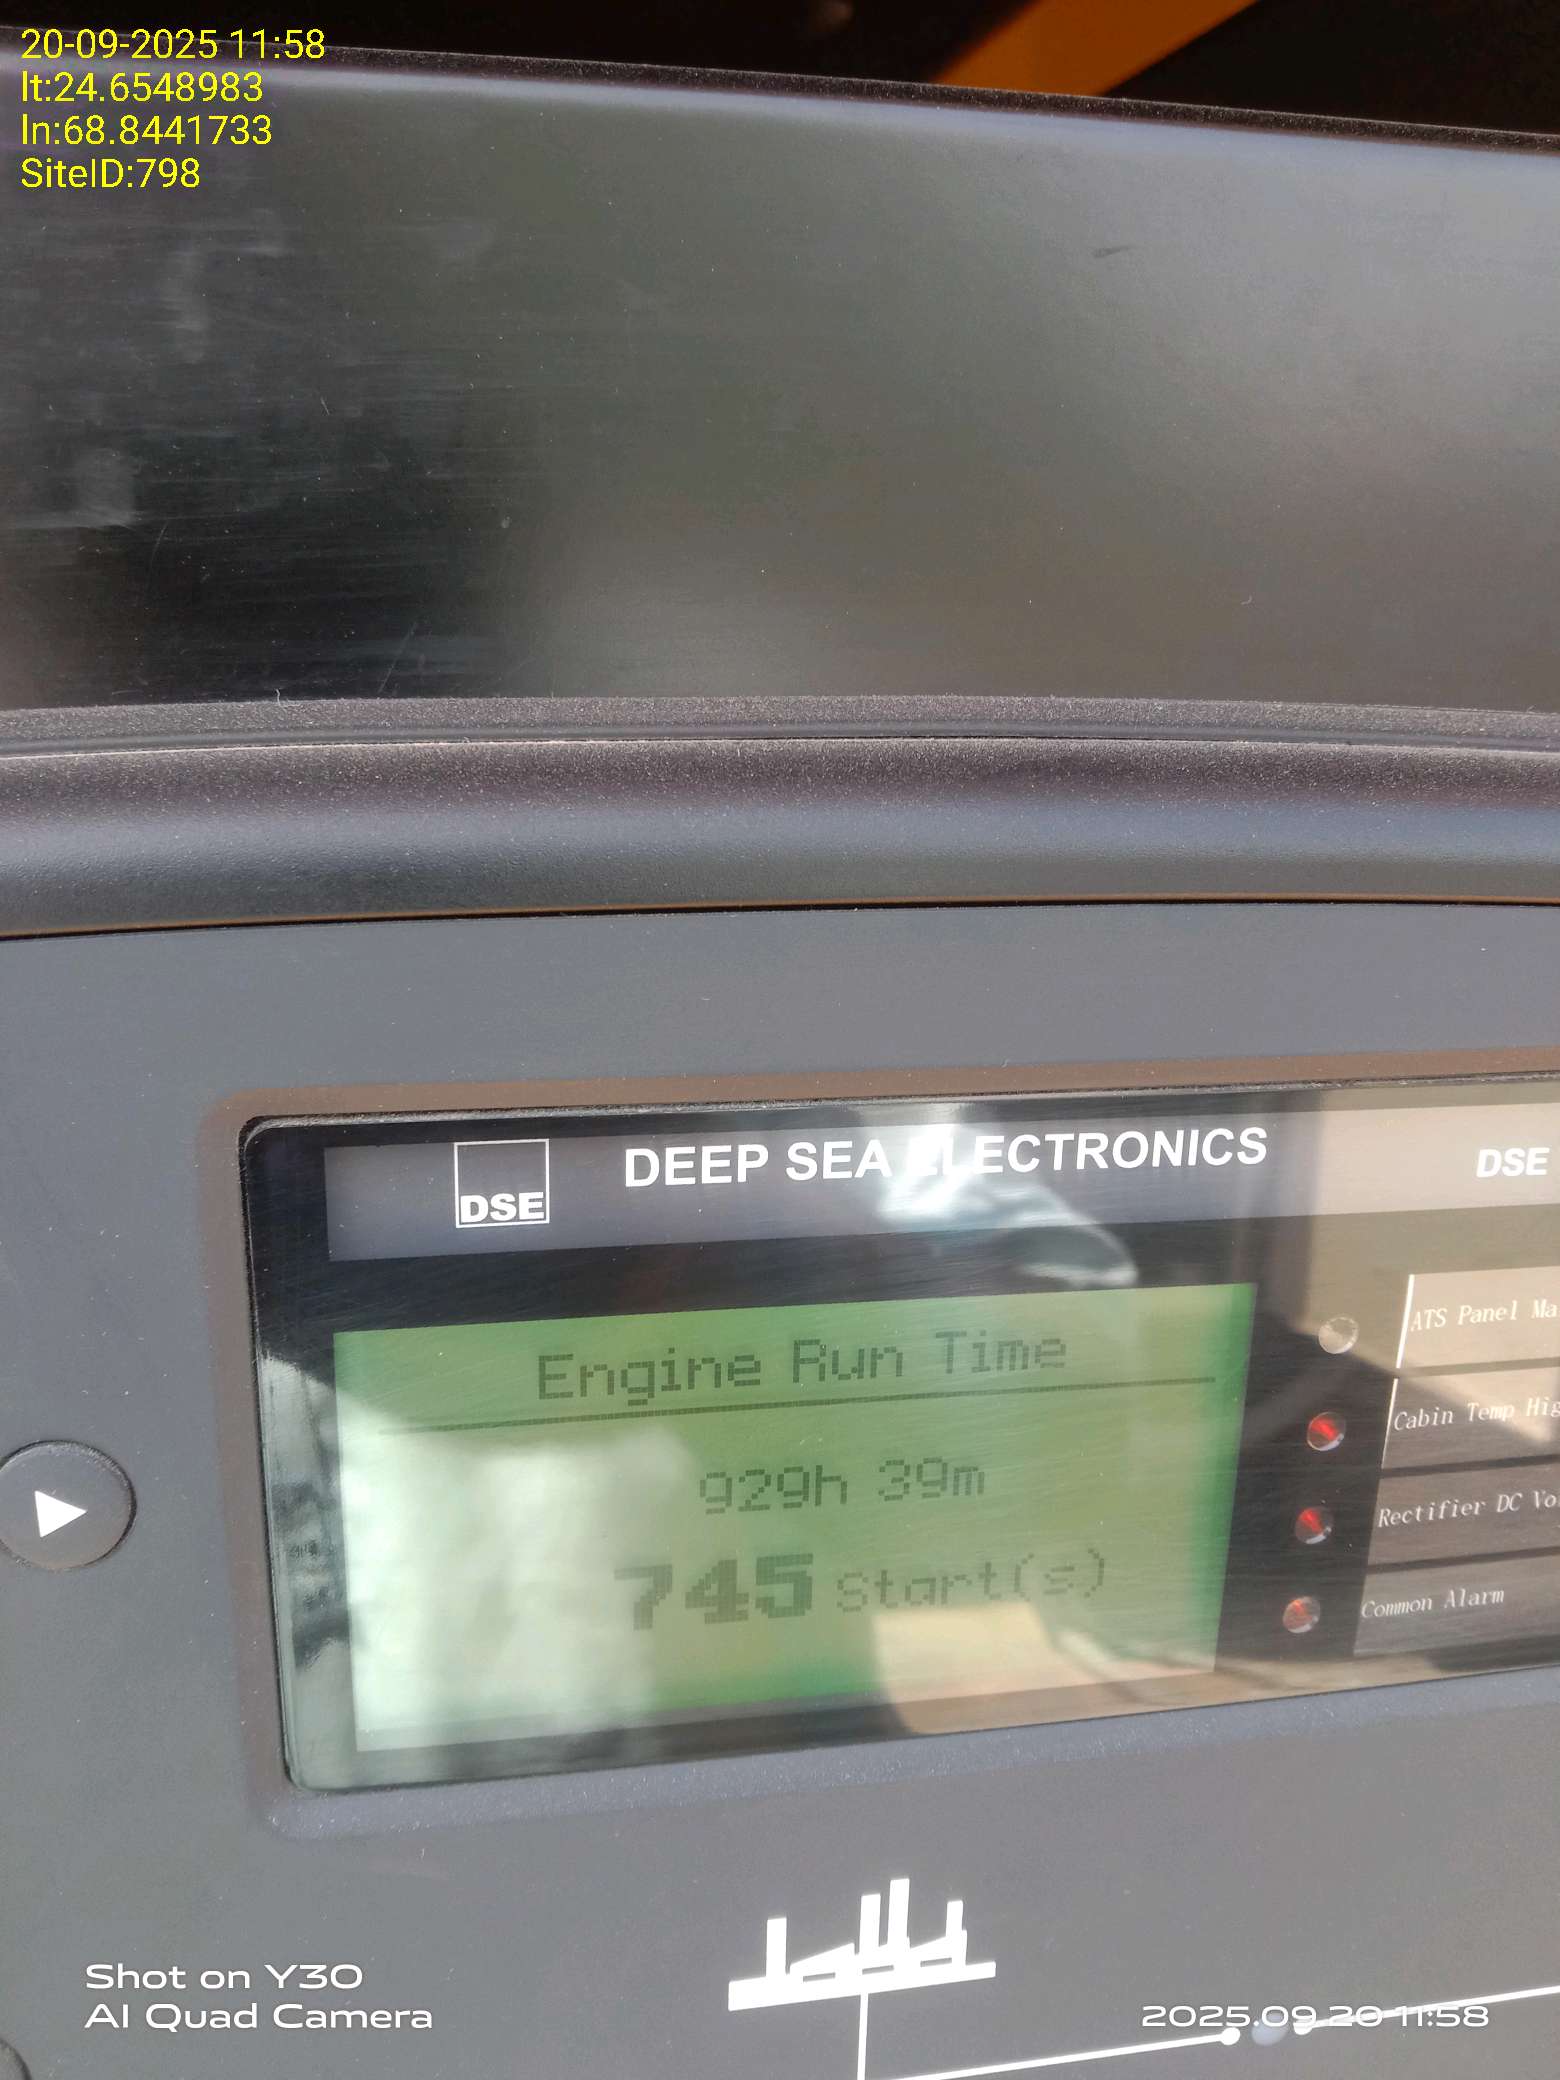 20-09-2025 11:58
lt:24.6548983
ln:68.8441733
SiteID:798
DSE
DEEP SEA ELECTRONICS
DSE
Engine Run Time
929h 39m
745 Start(s)
ATS Panel
Cabin Temp
Rectifier DC
Common Alarm
Shot on Y30
AI Quad Camera
2025.09.20 11:58